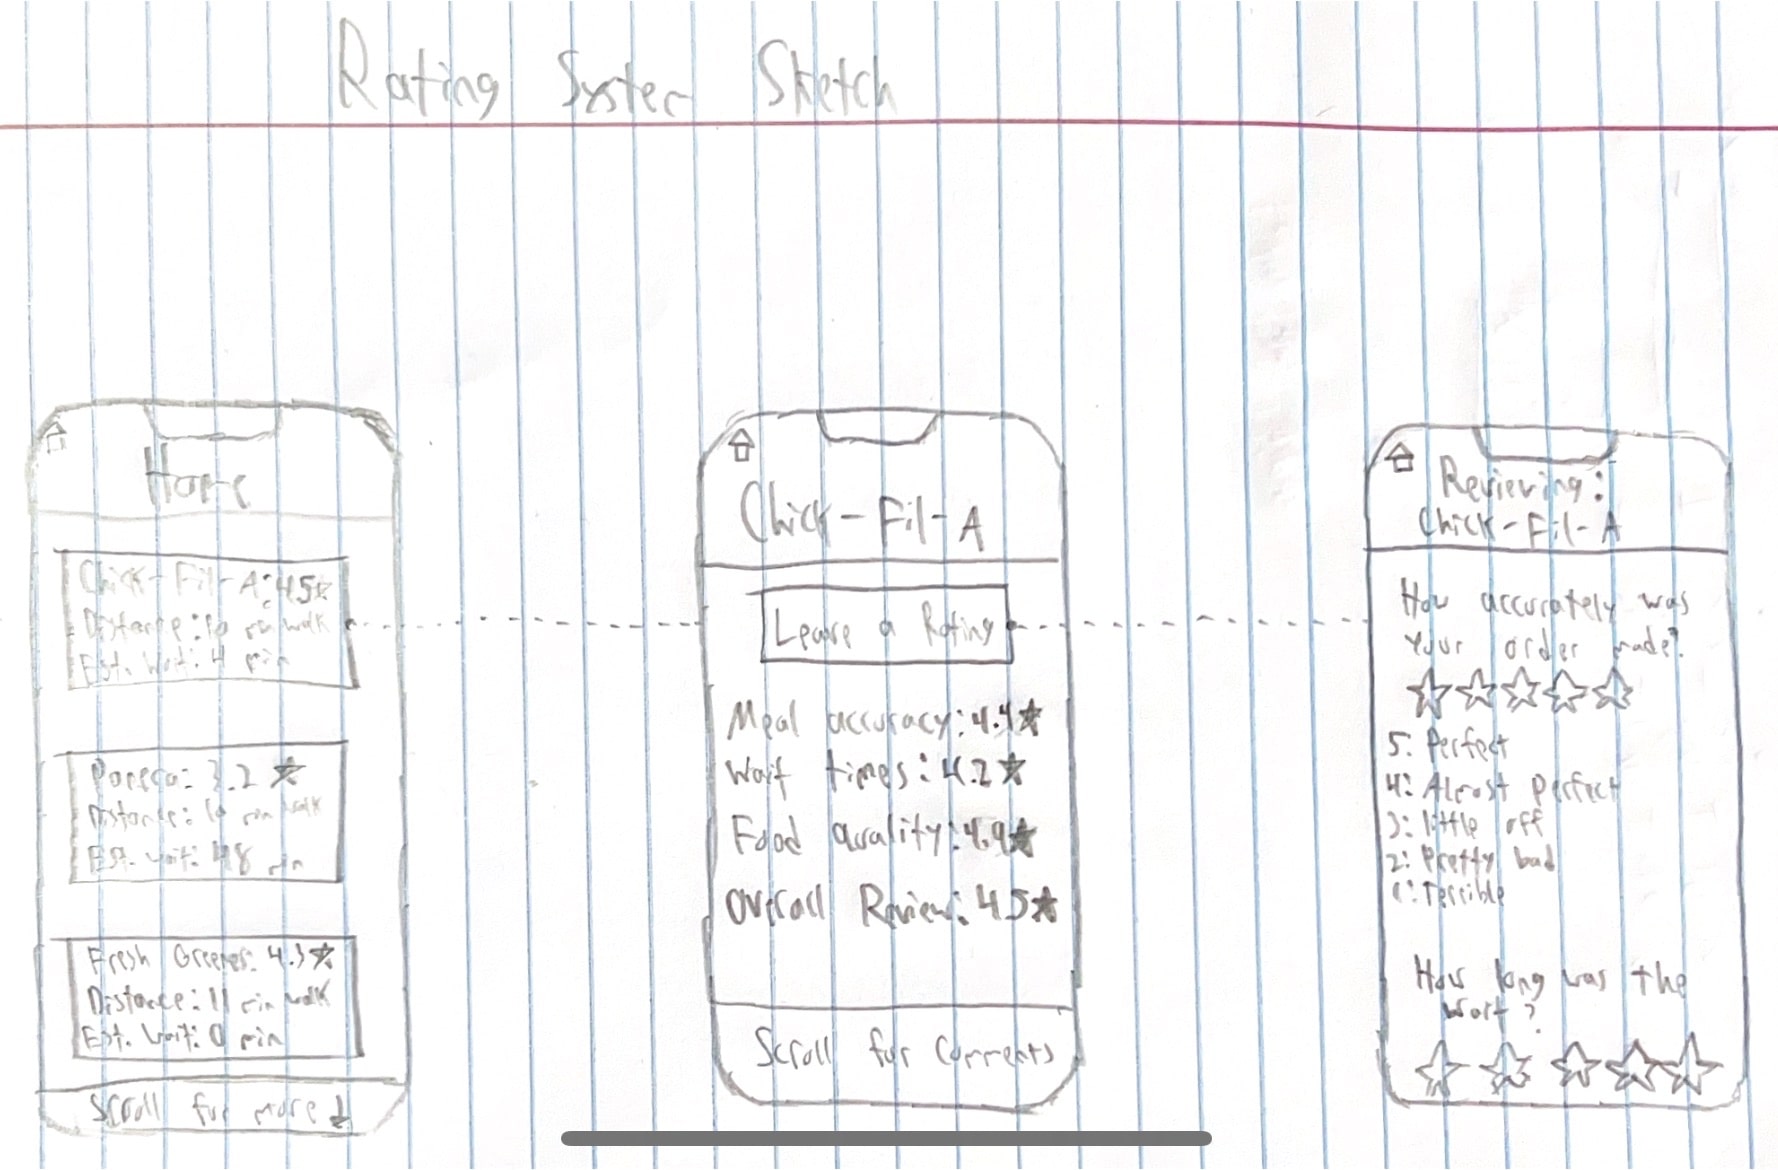 Rating System Sketch
Home
Chick-Fil-A: 4.5☆
Distance: 10 min walk
Est. Wait: 4 min
Panera: 3.2 ★
Distance: 10 min walk
Est. wait: 48 min
Fresh Greenes: 4.3★
Distance: 11 min walk
Est. Wait: 0 min
Scroll for more ↓
Chick-Fil-A
Leave a Rating
Meal accuracy: 4.4★
Wait times: 4.2★
Food quality: 4.9★
Overall Review: 4.5★
Scroll for Comments
Reviewing:
Chick-Fil-A
How accurately was
your order made?
☆☆☆☆☆
5: Perfect
4: Almost perfect
3: little off
2: Pretty bad
1: Terrible
How long was the
wait?
☆☆☆☆☆